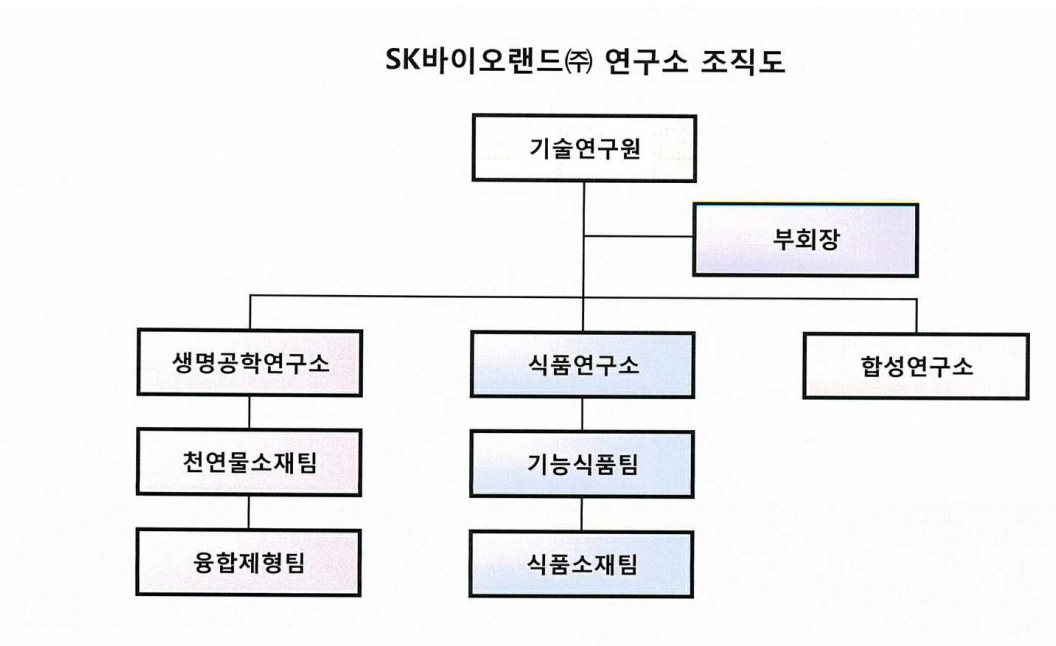 SK바이오랜드㈜ 연구소 조직도
기술연구원
부회장
생명공학연구소
식품연구소
합성연구소
천연물소재팀
기능식품팀
융합제형팀
식품소재팀